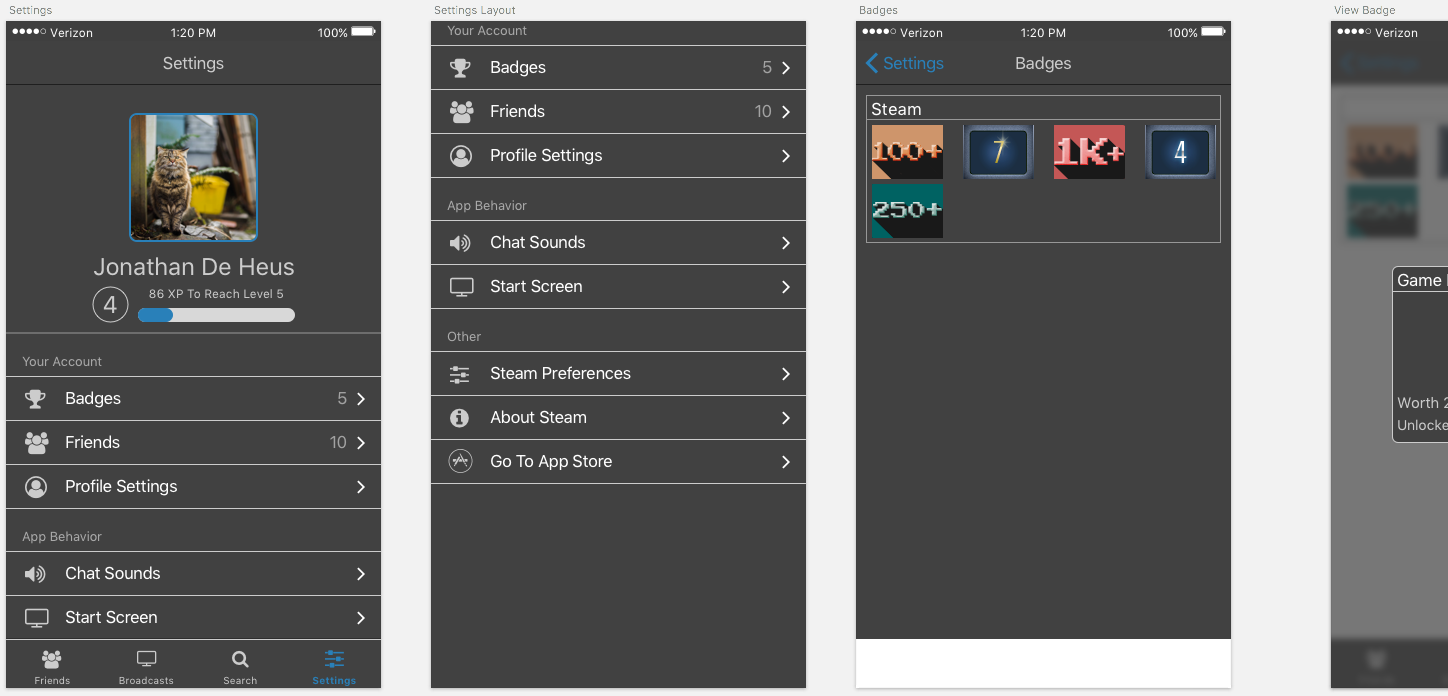 Settings
Verizon 1:20 PM 100%
Settings
Jonathan De Heus
4
86 XP To Reach Level 5
Your Account
Badges 5
Friends 10
Profile Settings
App Behavior
Chat Sounds
Start Screen
Friends Broadcasts Search Settings
Settings Layout
Your Account
Badges 5
Friends 10
Profile Settings
App Behavior
Chat Sounds
Start Screen
Other
Steam Preferences
About Steam
Go To App Store
Badges
Verizon 1:20 PM 100%
Settings Badges
Steam
100+ 7 1K+ 4
250+
View Badge
Verizon
Game
Worth 2
Unlocke